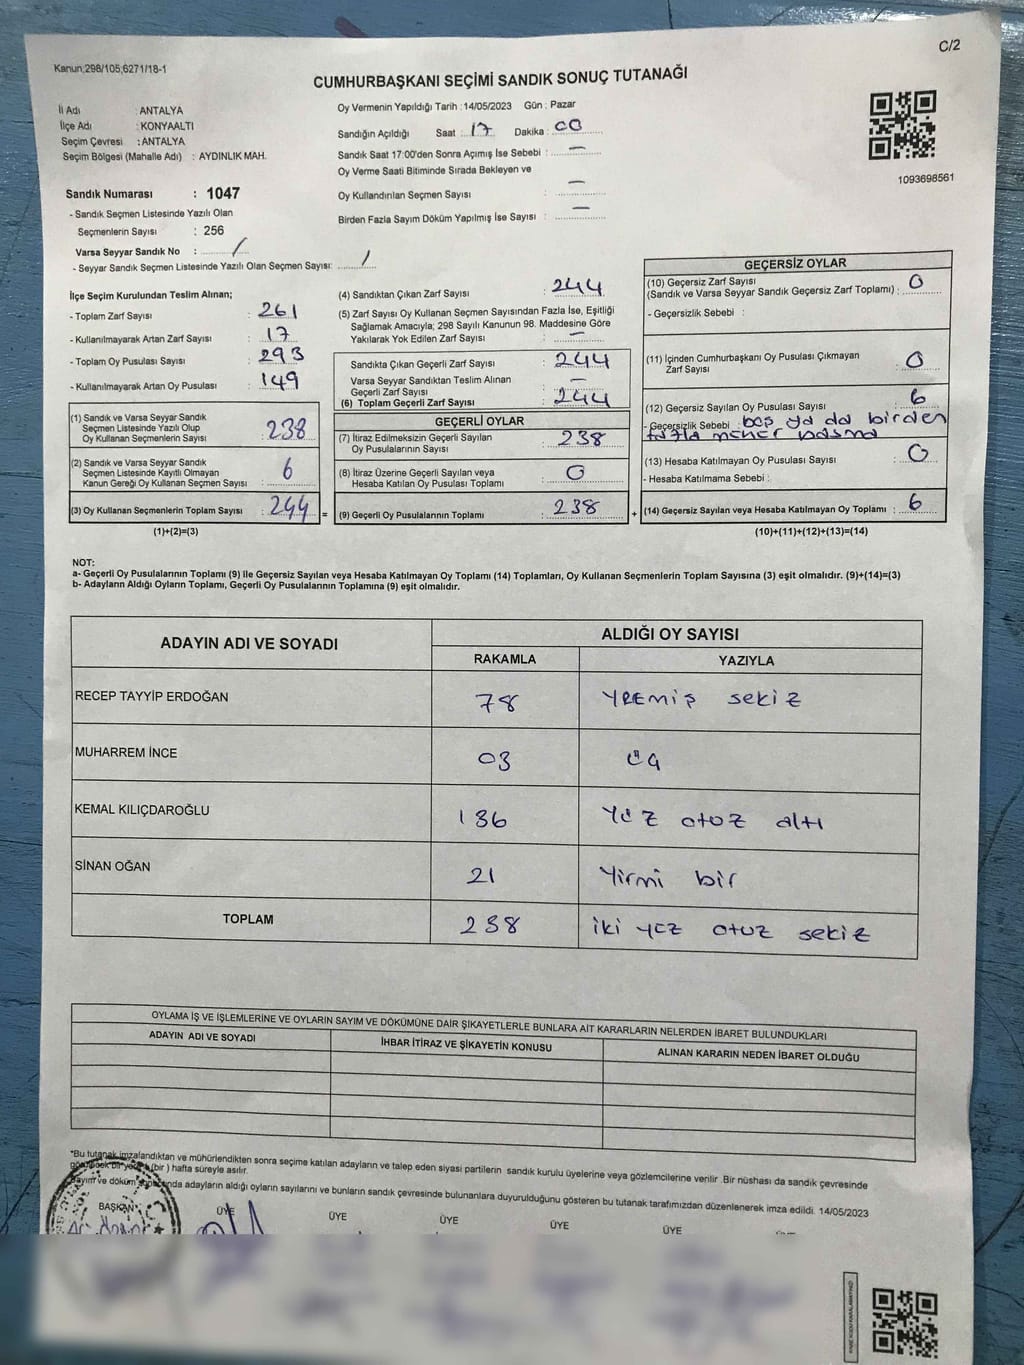 C/2
Kanun;298/105;6271/18-1
CUMHURBAŞKANI SEÇİMİ SANDIK SONUÇ TUTANAĞI
İl Adı : ANTALYA
İlçe Adı : KONYAALTI
Seçim Çevresi : ANTALYA
Seçim Bölgesi (Mahalle Adı) : AYDINLIK MAH.
Oy Vermenin Yapıldığı Tarih : 14/05/2023 Gün : Pazar
Sandığın Açıldığı Saat : 17 Dakika : 00
Sandık Saat 17:00'den Sonra Açımış İse Sebebi : —
Oy Verme Saati Bitiminde Sırada Bekleyen ve
Oy Kullandırılan Seçmen Sayısı : —
Birden Fazla Sayım Döküm Yapılmış İse Sayısı : —
1093698561
Sandık Numarası : 1047
- Sandık Seçmen Listesinde Yazılı Olan
Seçmenlerin Sayısı : 256
Varsa Seyyar Sandık No : /
- Seyyar Sandık Seçmen Listesinde Yazılı Olan Seçmen Sayısı: /
İlçe Seçim Kurulundan Teslim Alınan;
- Toplam Zarf Sayısı : 261
- Kullanılmayarak Artan Zarf Sayısı : 17
- Toplam Oy Pusulası Sayısı : 293
- Kullanılmayarak Artan Oy Pusulası : 149
(1) Sandık ve Varsa Seyyar Sandık
Seçmen Listesinde Yazılı Olup
Oy Kullanan Seçmenlerin Sayısı : 238
(2) Sandık ve Varsa Seyyar Sandık
Seçmen Listesinde Kayıtlı Olmayan
Kanun Gereği Oy Kullanan Seçmen Sayısı : 6
(3) Oy Kullanan Seçmenlerin Toplam Sayısı : 244 =
(1)+(2)=(3)
(4) Sandıktan Çıkan Zarf Sayısı : 244
(5) Zarf Sayısı Oy Kullanan Seçmen Sayısından Fazla İse, Eşitliği
Sağlamak Amacıyla; 298 Sayılı Kanunun 98. Maddesine Göre
Yakılarak Yok Edilen Zarf Sayısı : —
Sandıkta Çıkan Geçerli Zarf Sayısı : 244
Varsa Seyyar Sandıktan Teslim Alınan
Geçerli Zarf Sayısı : —
(6) Toplam Geçerli Zarf Sayısı : 244
GEÇERLİ OYLAR
(7) İtiraz Edilmeksizin Geçerli Sayılan
Oy Pusulalarının Sayısı : 238
(8) İtiraz Üzerine Geçerli Sayılan veya
Hesaba Katılan Oy Pusulası Toplamı : 0
(9) Geçerli Oy Pusulalarının Toplamı : 238 +
GEÇERSİZ OYLAR
(10) Geçersiz Zarf Sayısı
(Sandık ve Varsa Seyyar Sandık Geçersiz Zarf Toplamı) : 0
- Geçersizlik Sebebi :
(11) İçinden Cumhurbaşkanı Oy Pusulası Çıkmayan
Zarf Sayısı : 0
(12) Geçersiz Sayılan Oy Pusulası Sayısı : 6
- Geçersizlik Sebebi : boş ya da birden
fazla mühür basma
(13) Hesaba Katılmayan Oy Pusulası Sayısı : 0
- Hesaba Katılmama Sebebi :
(14) Geçersiz Sayılan veya Hesaba Katılmayan Oy Toplamı : 6
(10)+(11)+(12)+(13)=(14)
NOT:
a- Geçerli Oy Pusulalarının Toplamı (9) İle Geçersiz Sayılan veya Hesaba Katılmayan Oy Toplamı (14) Toplamları, Oy Kullanan Seçmenlerin Toplam Sayısına (3) eşit olmalıdır. (9)+(14)=(3)
b- Adayların Aldığı Oyların Toplamı, Geçerli Oy Pusulalarının Toplamına (9) eşit olmalıdır.
ADAYIN ADI VE SOYADI ALDIĞI OY SAYISI
RAKAMLA YAZIYLA
RECEP TAYYİP ERDOĞAN 78 YREMİŞ sekiz
MUHARREM İNCE 03 üç
KEMAL KILIÇDAROĞLU 136 Yüz otuz altı
SİNAN OĞAN 21 Yirmi bir
TOPLAM 238 iki yüz otuz sekiz
OYLAMA İŞ VE İŞLEMLERİNE VE OYLARIN SAYIM VE DÖKÜMÜNE DAİR ŞİKAYETLERLE BUNLARA AİT KARARLARIN NELERDEN İBARET BULUNDUKLARI
ADAYIN ADI VE SOYADI İHBAR İTİRAZ VE ŞİKAYETİN KONUSU ALINAN KARARIN NEDEN İBARET OLDUĞU
*Bu tutanak imzalandıktan ve mühürlendikten sonra seçime katılan adayların ve talep eden siyasi partilerin sandık kurulu üyelerine veya gözlemcilerine verilir .Bir nüshası da sandık çevresinde
bir yere (bir ) hafta süreyle asılır.
Sayım ve döküm adayların aldığı oyların sayılarını ve bunların sandık çevresinde bulunanlara duyurulduğunu gösteren bu tutanak tarafımızdan düzenlenerek imza edildi. 14/05/2023
BAŞKAN ÜYE ÜYE ÜYE ÜYE ÜYE